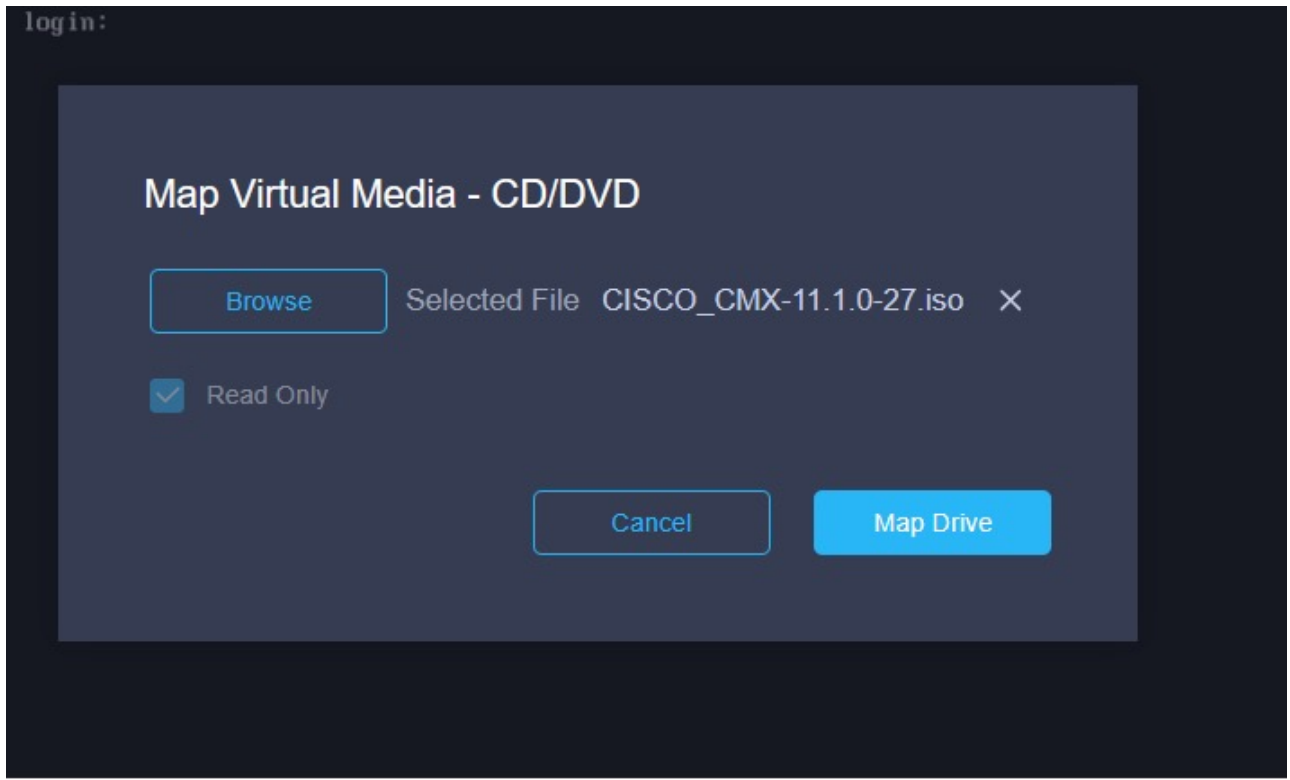 login:
Map Virtual Media - CD/DVD
Browse Selected File CISCO_CMX-11.1.0-27.iso
Read Only
Cancel Map Drive